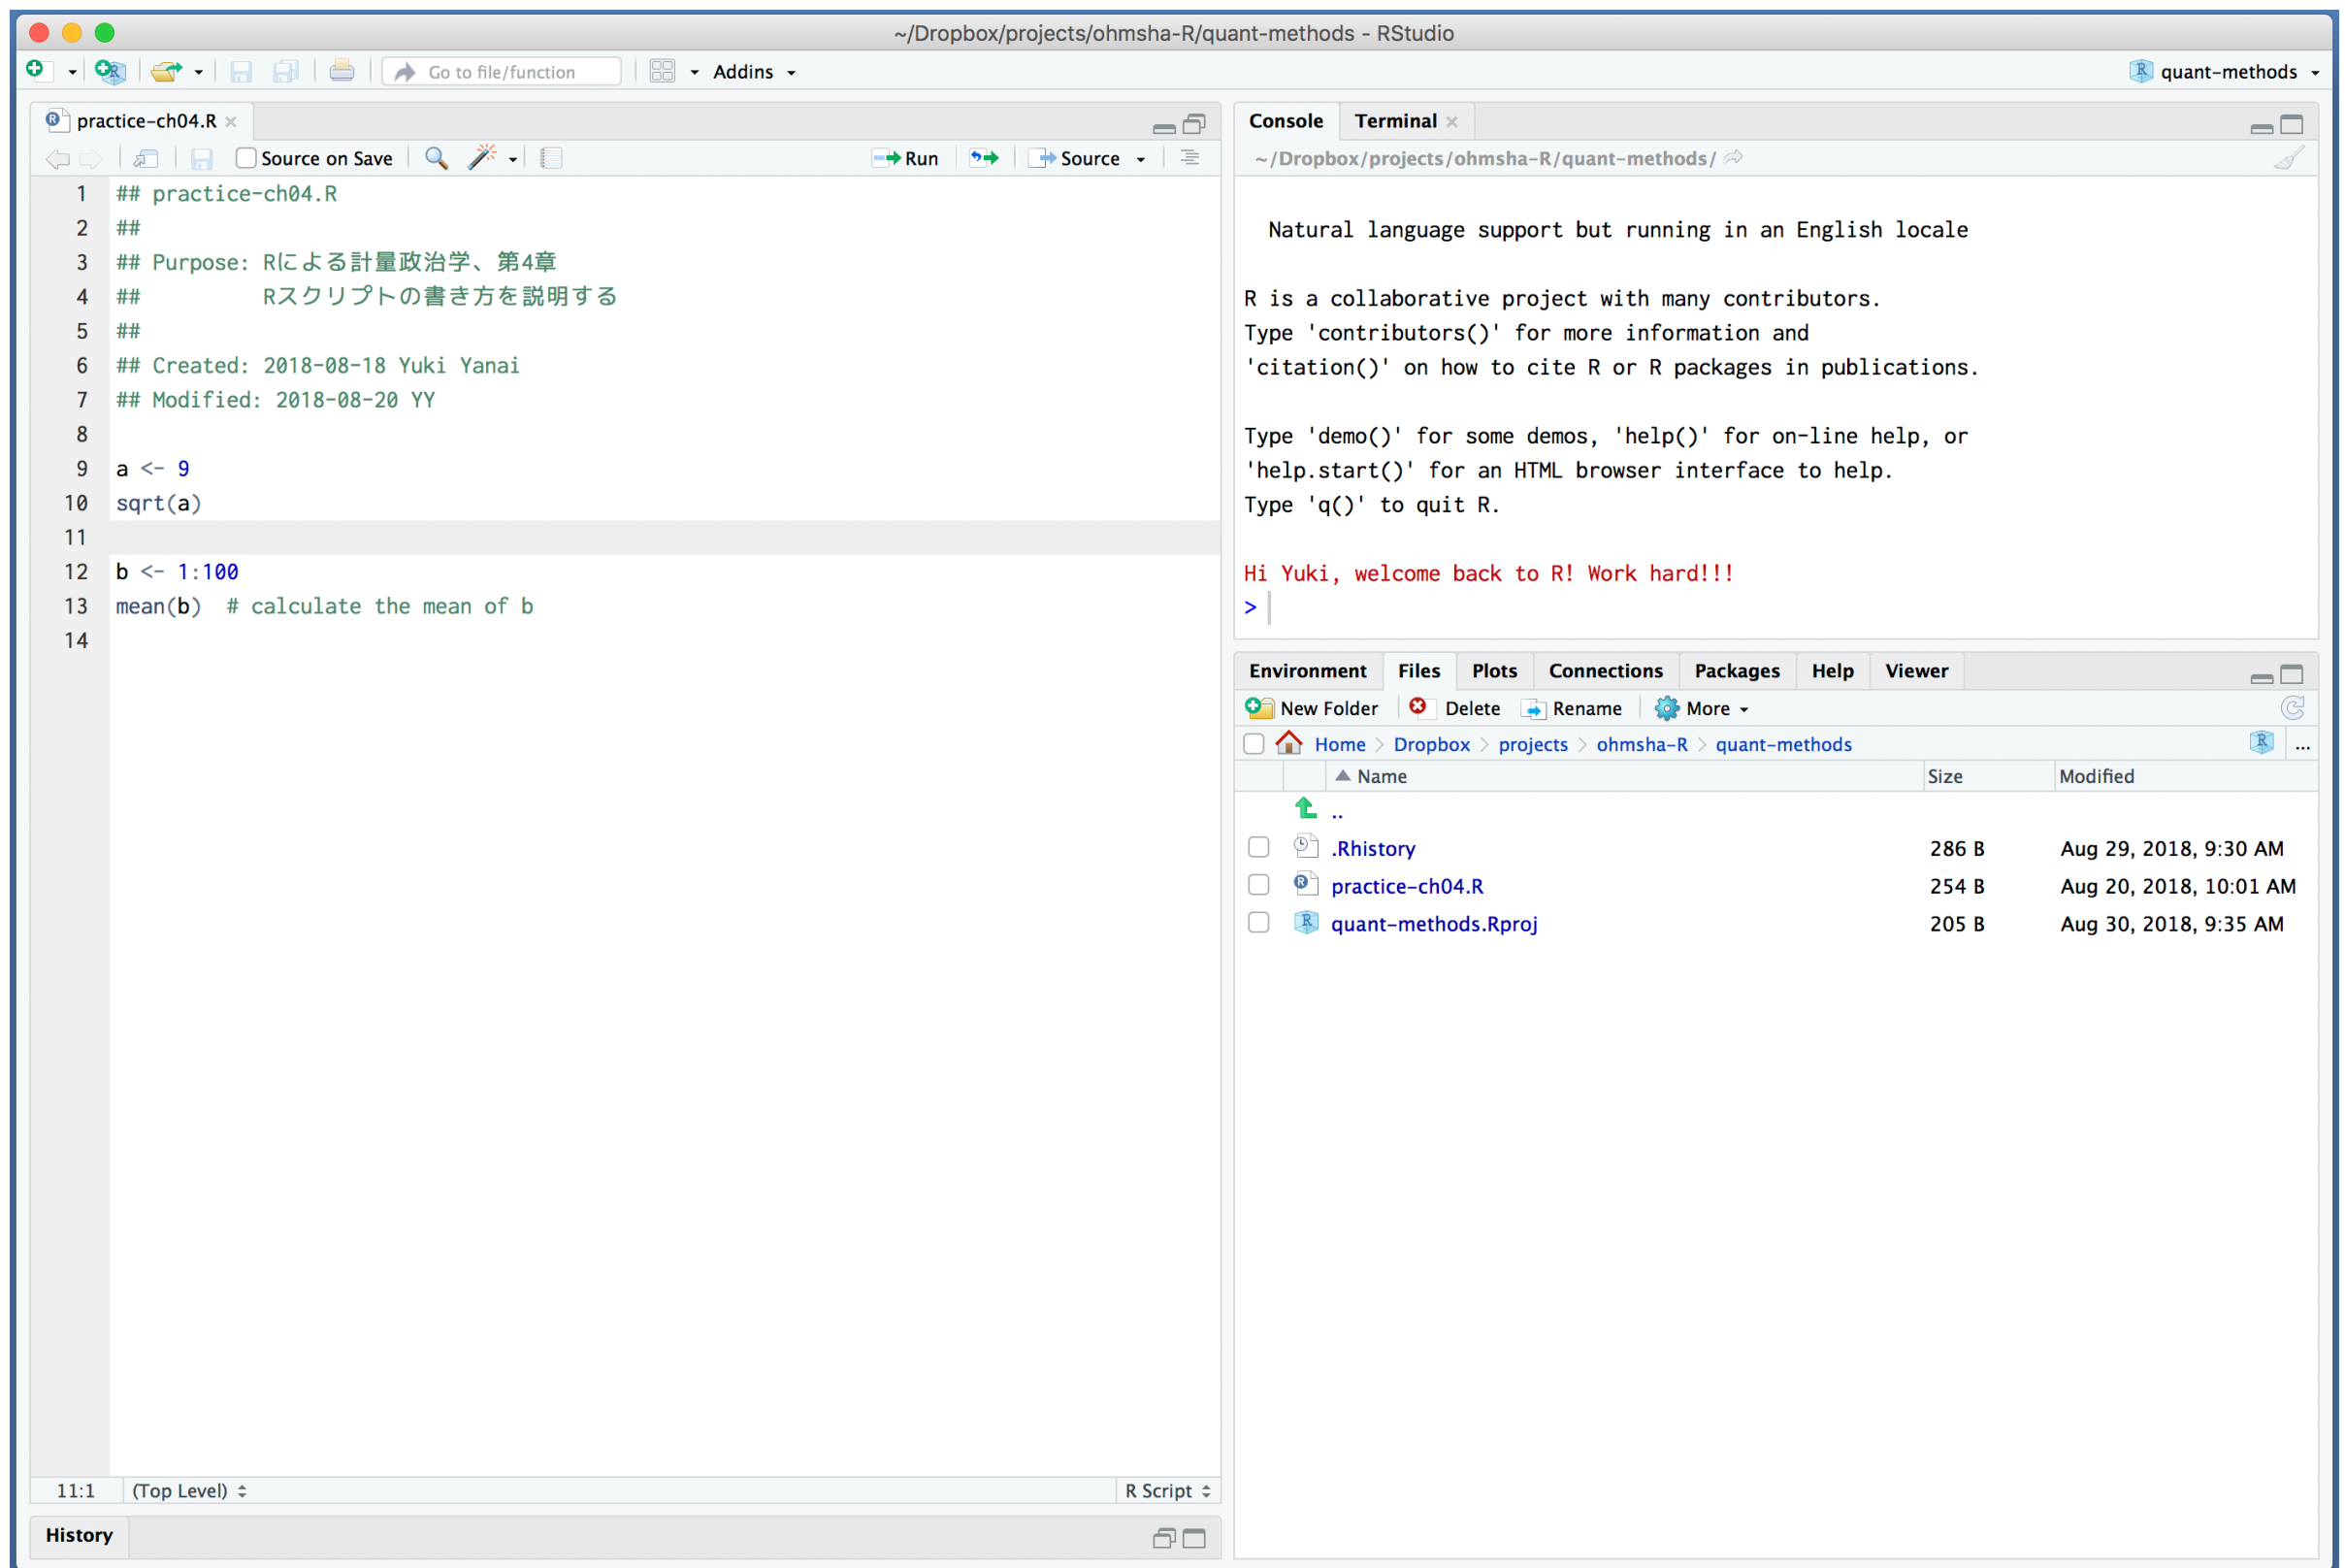 ~/Dropbox/projects/ohmsha-R/quant-methods - RStudio
Go to file/function
Addins
quant-methods
practice-ch04.R
Source on Save
Run
Source
1 ## practice-ch04.R
2 ##
3 ## Purpose: Rによる計量政治学、第4章
4 ##          Rスクリプトの書き方を説明する
5 ##
6 ## Created: 2018-08-18 Yuki Yanai
7 ## Modified: 2018-08-20 YY
8
9 a <- 9
10 sqrt(a)
11
12 b <- 1:100
13 mean(b)  # calculate the mean of b
14
11:1 (Top Level) R Script
History
Console Terminal
~/Dropbox/projects/ohmsha-R/quant-methods/
Natural language support but running in an English locale
R is a collaborative project with many contributors.
Type 'contributors()' for more information and
'citation()' on how to cite R or R packages in publications.
Type 'demo()' for some demos, 'help()' for on-line help, or
'help.start()' for an HTML browser interface to help.
Type 'q()' to quit R.
Hi Yuki, welcome back to R! Work hard!!!
>
Environment Files Plots Connections Packages Help Viewer
New Folder Delete Rename More
Home Dropbox projects ohmsha-R quant-methods ...
Name Size Modified
..
.Rhistory 286 B Aug 29, 2018, 9:30 AM
practice-ch04.R 254 B Aug 20, 2018, 10:01 AM
quant-methods.Rproj 205 B Aug 30, 2018, 9:35 AM